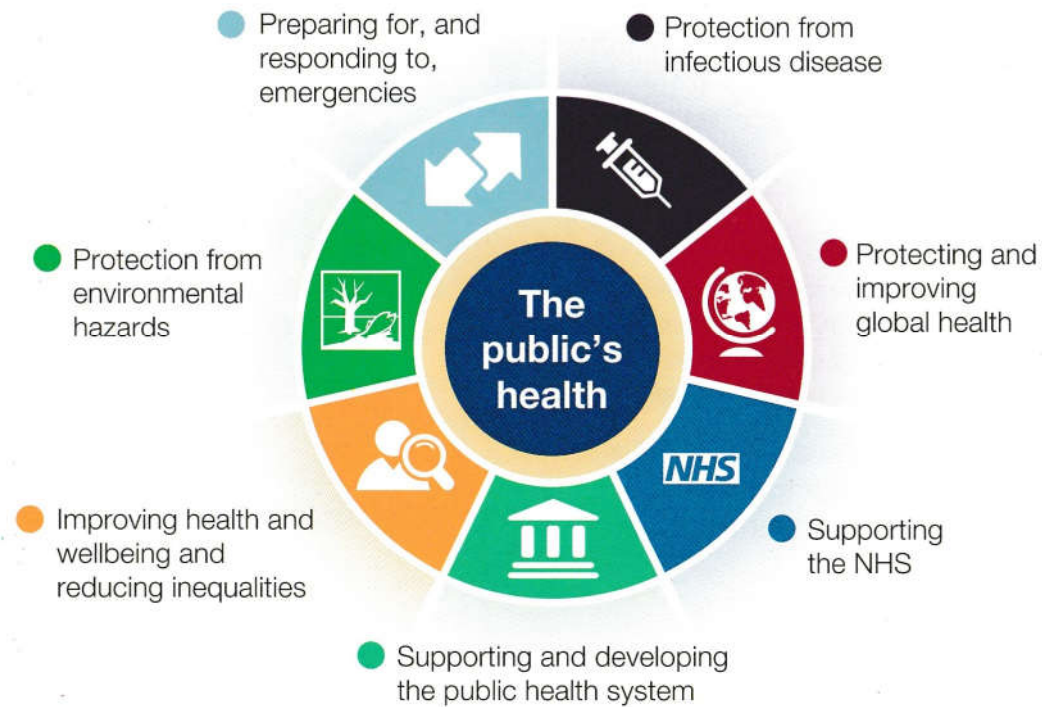 Preparing for, and
responding to,
emergencies
Protection from
infectious disease
Protection from
environmental
hazards
Protecting and
improving
global health
The
public's
health
NHS
Improving health and
wellbeing and
reducing inequalities
Supporting
the NHS
Supporting and developing
the public health system